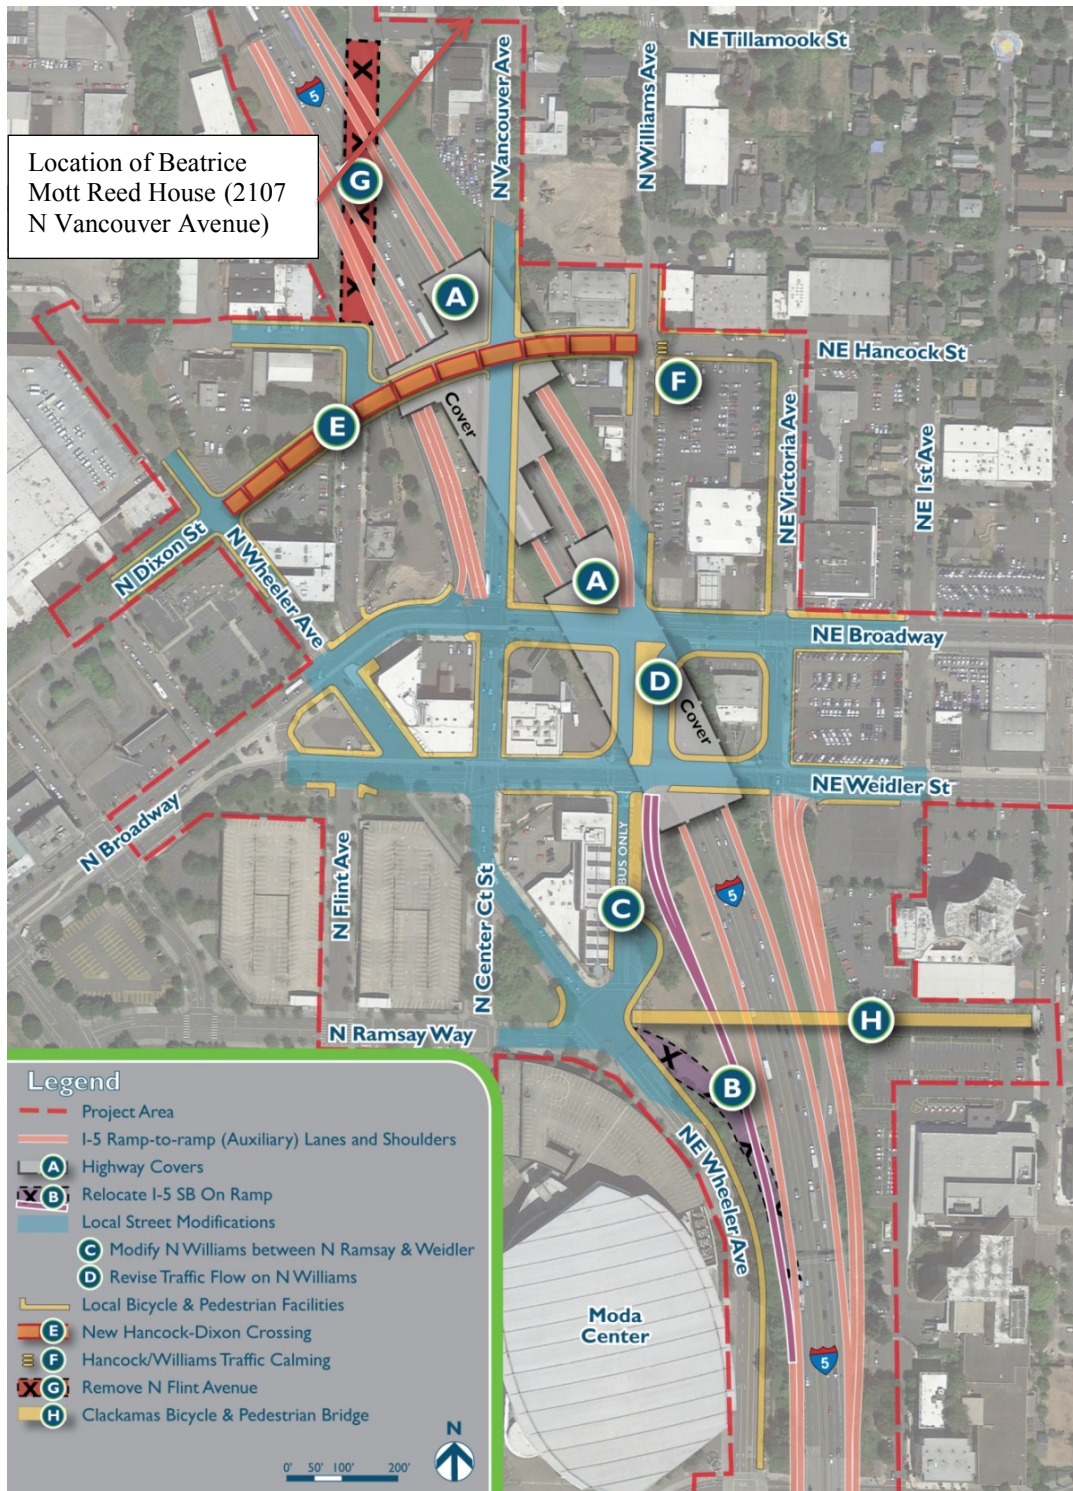 NE Tillamook St
N Vancouver Ave
N Williams Ave
5
Location of Beatrice
Mott Reed House (2107
N Vancouver Avenue)
G
A
NE Hancock St
F
E
Cover
NE Victoria Ave
NE 1st Ave
N Dixon St
N Wheeler Ave
A
NE Broadway
D
Cover
NE Weidler St
N Broadway
N Flint Ave
N Center Ct St
BUS ONLY
C
5
N Ramsay Way
H
B
X
NE Wheeler Ave
Moda
Center
5
Legend
Project Area
I-5 Ramp-to-ramp (Auxiliary) Lanes and Shoulders
A Highway Covers
X B Relocate I-5 SB On Ramp
Local Street Modifications
C Modify N Williams between N Ramsay & Weidler
D Revise Traffic Flow on N Williams
Local Bicycle & Pedestrian Facilities
E New Hancock-Dixon Crossing
F Hancock/Williams Traffic Calming
X G Remove N Flint Avenue
H Clackamas Bicycle & Pedestrian Bridge
N
0' 50' 100' 200'